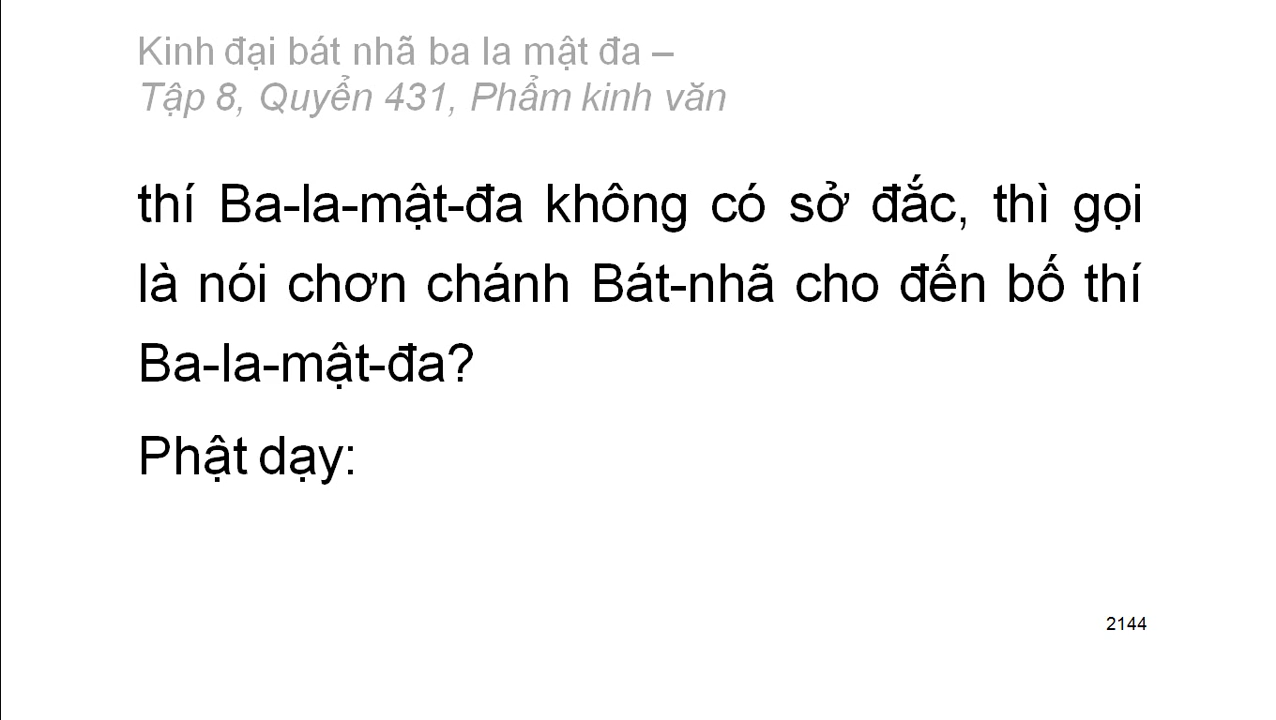 Kinh đại bát nhã ba la mật đa –
Tập 8, Quyển 431, Phẩm kinh văn
thí Ba-la-mật-đa không có sở đắc, thì gọi
là nói chơn chánh Bát-nhã cho đến bố thí
Ba-la-mật-đa?
Phật dạy:
2144